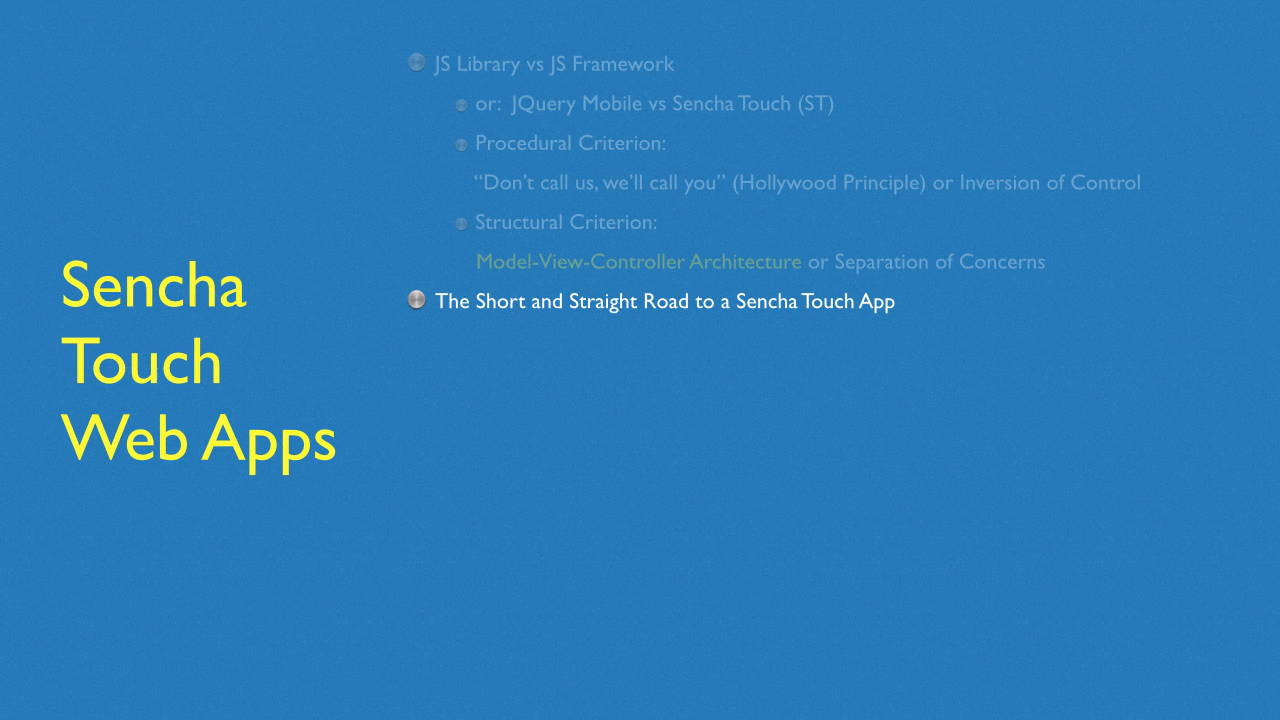 Sencha
Touch
Web Apps
JS Library vs JS Framework
or: JQuery Mobile vs Sencha Touch (ST)
Procedural Criterion:
“Don’t call us, we’ll call you” (Hollywood Principle) or Inversion of Control
Structural Criterion:
Model-View-Controller Architecture or Separation of Concerns
The Short and Straight Road to a Sencha Touch App